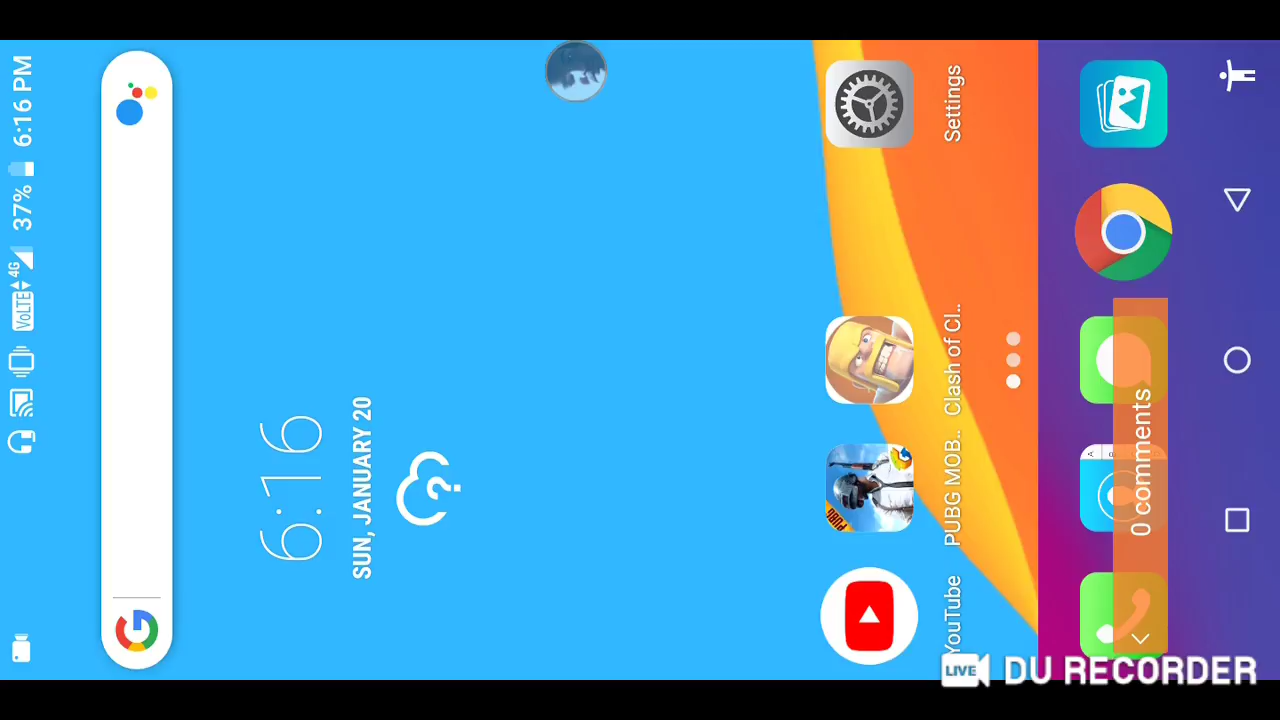 37% 6:16 PM
4G
VoLTE
6:16
SUN, JANUARY 20
YouTube
PUBG MOB..
Clash of Cl..
Settings
0 comments
LIVE DU RECORDER